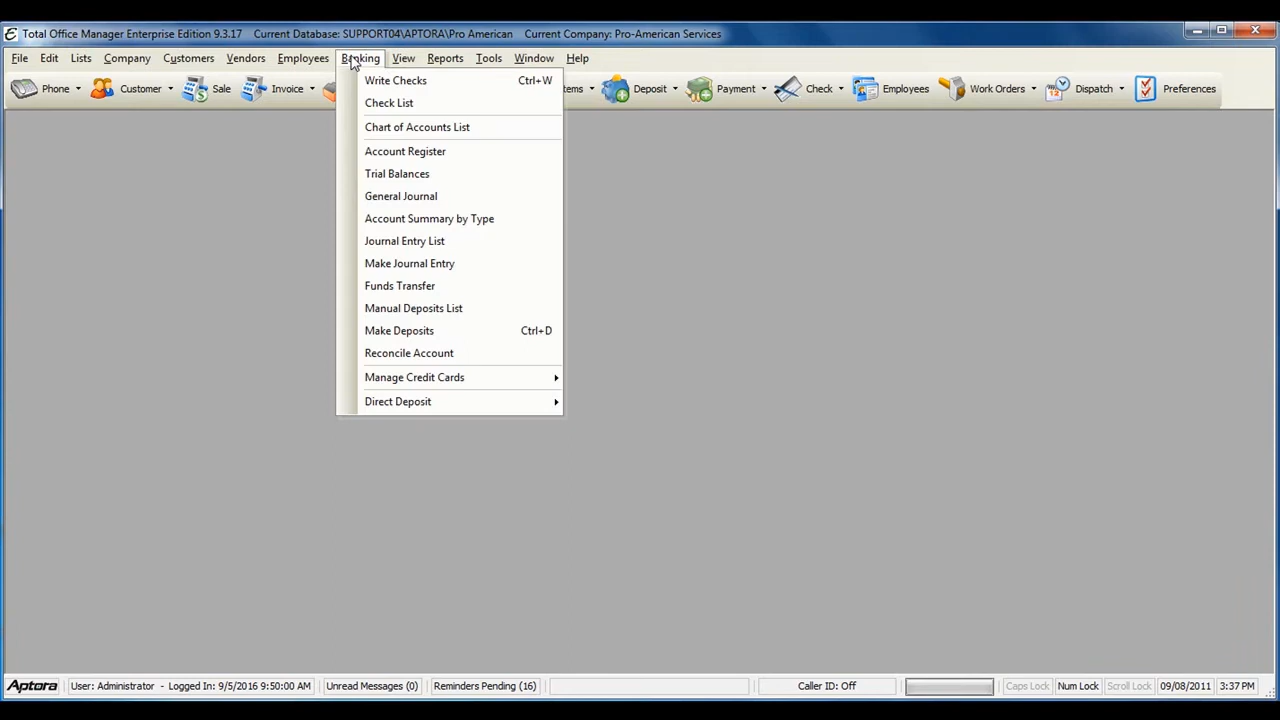 Total Office Manager Enterprise Edition 9.3.17 Current Database: SUPPORT04\APTORA\Pro American Current Company: Pro-American Services
File Edit Lists Company Customers Vendors Employees Banking View Reports Tools Window Help
Phone Customer Sale Invoice ems Deposit Payment Check Employees Work Orders Dispatch Preferences
Write Checks Ctrl+W
Check List
Chart of Accounts List
Account Register
Trial Balances
General Journal
Account Summary by Type
Journal Entry List
Make Journal Entry
Funds Transfer
Manual Deposits List
Make Deposits Ctrl+D
Reconcile Account
Manage Credit Cards
Direct Deposit
Aptora User: Administrator - Logged In: 9/5/2016 9:50:00 AM Unread Messages (0) Reminders Pending (16) Caller ID: Off Caps Lock Num Lock Scroll Lock 09/08/2011 3:37 PM